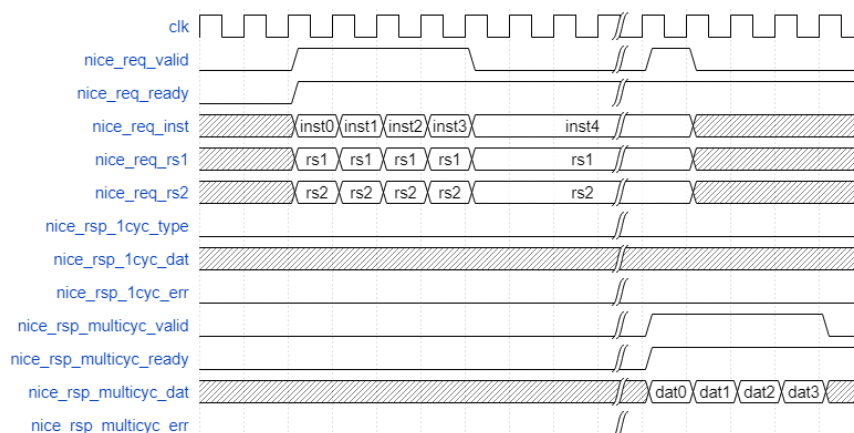 clk
nice_req_valid
nice_req_ready
nice_req_inst inst0 inst1 inst2 inst3 inst4
nice_req_rs1 rs1 rs1 rs1 rs1 rs1
nice_req_rs2 rs2 rs2 rs2 rs2 rs2
nice_rsp_1cyc_type
nice_rsp_1cyc_dat
nice_rsp_1cyc_err
nice_rsp_multicyc_valid
nice_rsp_multicyc_ready
nice_rsp_multicyc_dat dat0 dat1 dat2 dat3
nice_rsp_multicyc_err